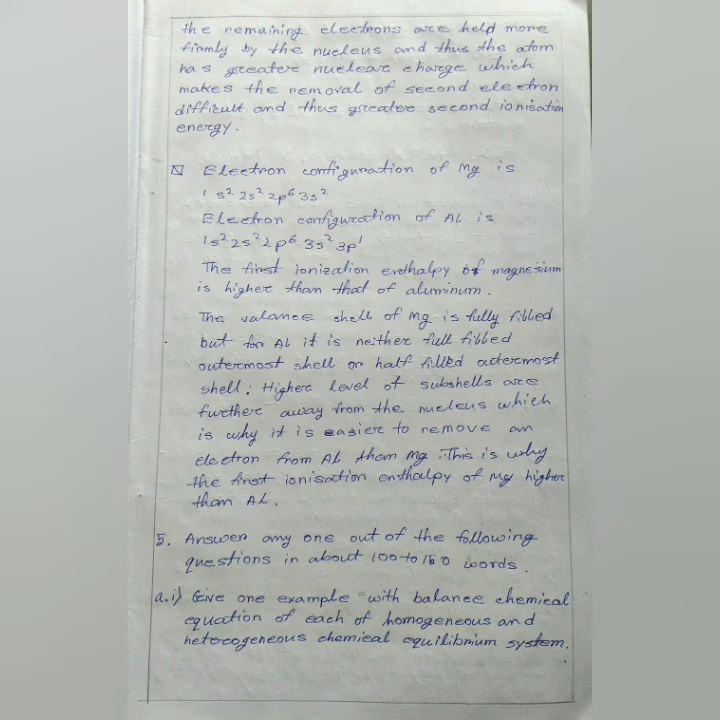 the remaining electrons are held more
firmly by the nucleus and thus the atom
has greater nuclear charge which
makes the removal of second electron
difficult and thus greater second ionisation
energy.
Electron configuration of Mg is
1s² 2s² 2p⁶ 3s²
Electron configuration of Al is
1s² 2s² 2p⁶ 3s² 3p¹
The first ionization enthalpy of magnesium
is higher than that of aluminum.
The valance shell of Mg is fully filled
but for Al it is neither full filled
outermost shell or half filled outermost
shell; Higher level of subshells are
further away from the nucleus which
is why it is easier to remove an
electron from Al them Mg. This is why
the first ionisation enthalpy of Mg higher
than Al.
5. Answer any one out of the following
questions in about 100 to 150 words.
a.i) Give one example with balance chemical
equation of each of homogeneous and
heterogeneous chemical equilibrium system.